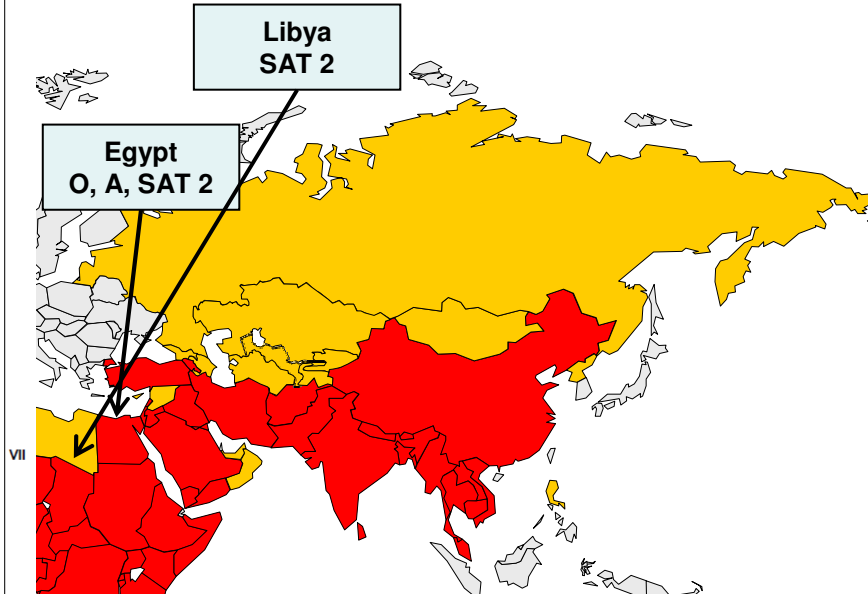 Libya
SAT 2
Egypt
O, A, SAT 2
VII